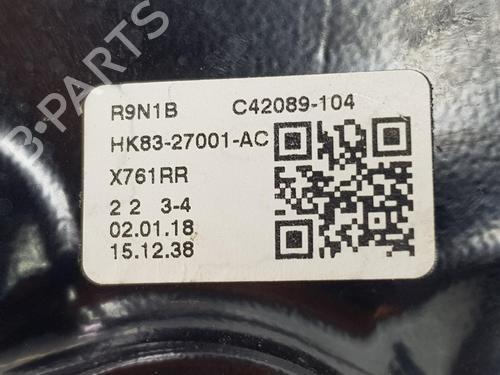 R9N1B C42089-104
HK83-27001-AC
X761RR
2 2 3-4
02.01.18
15.12.38
B-PARTS